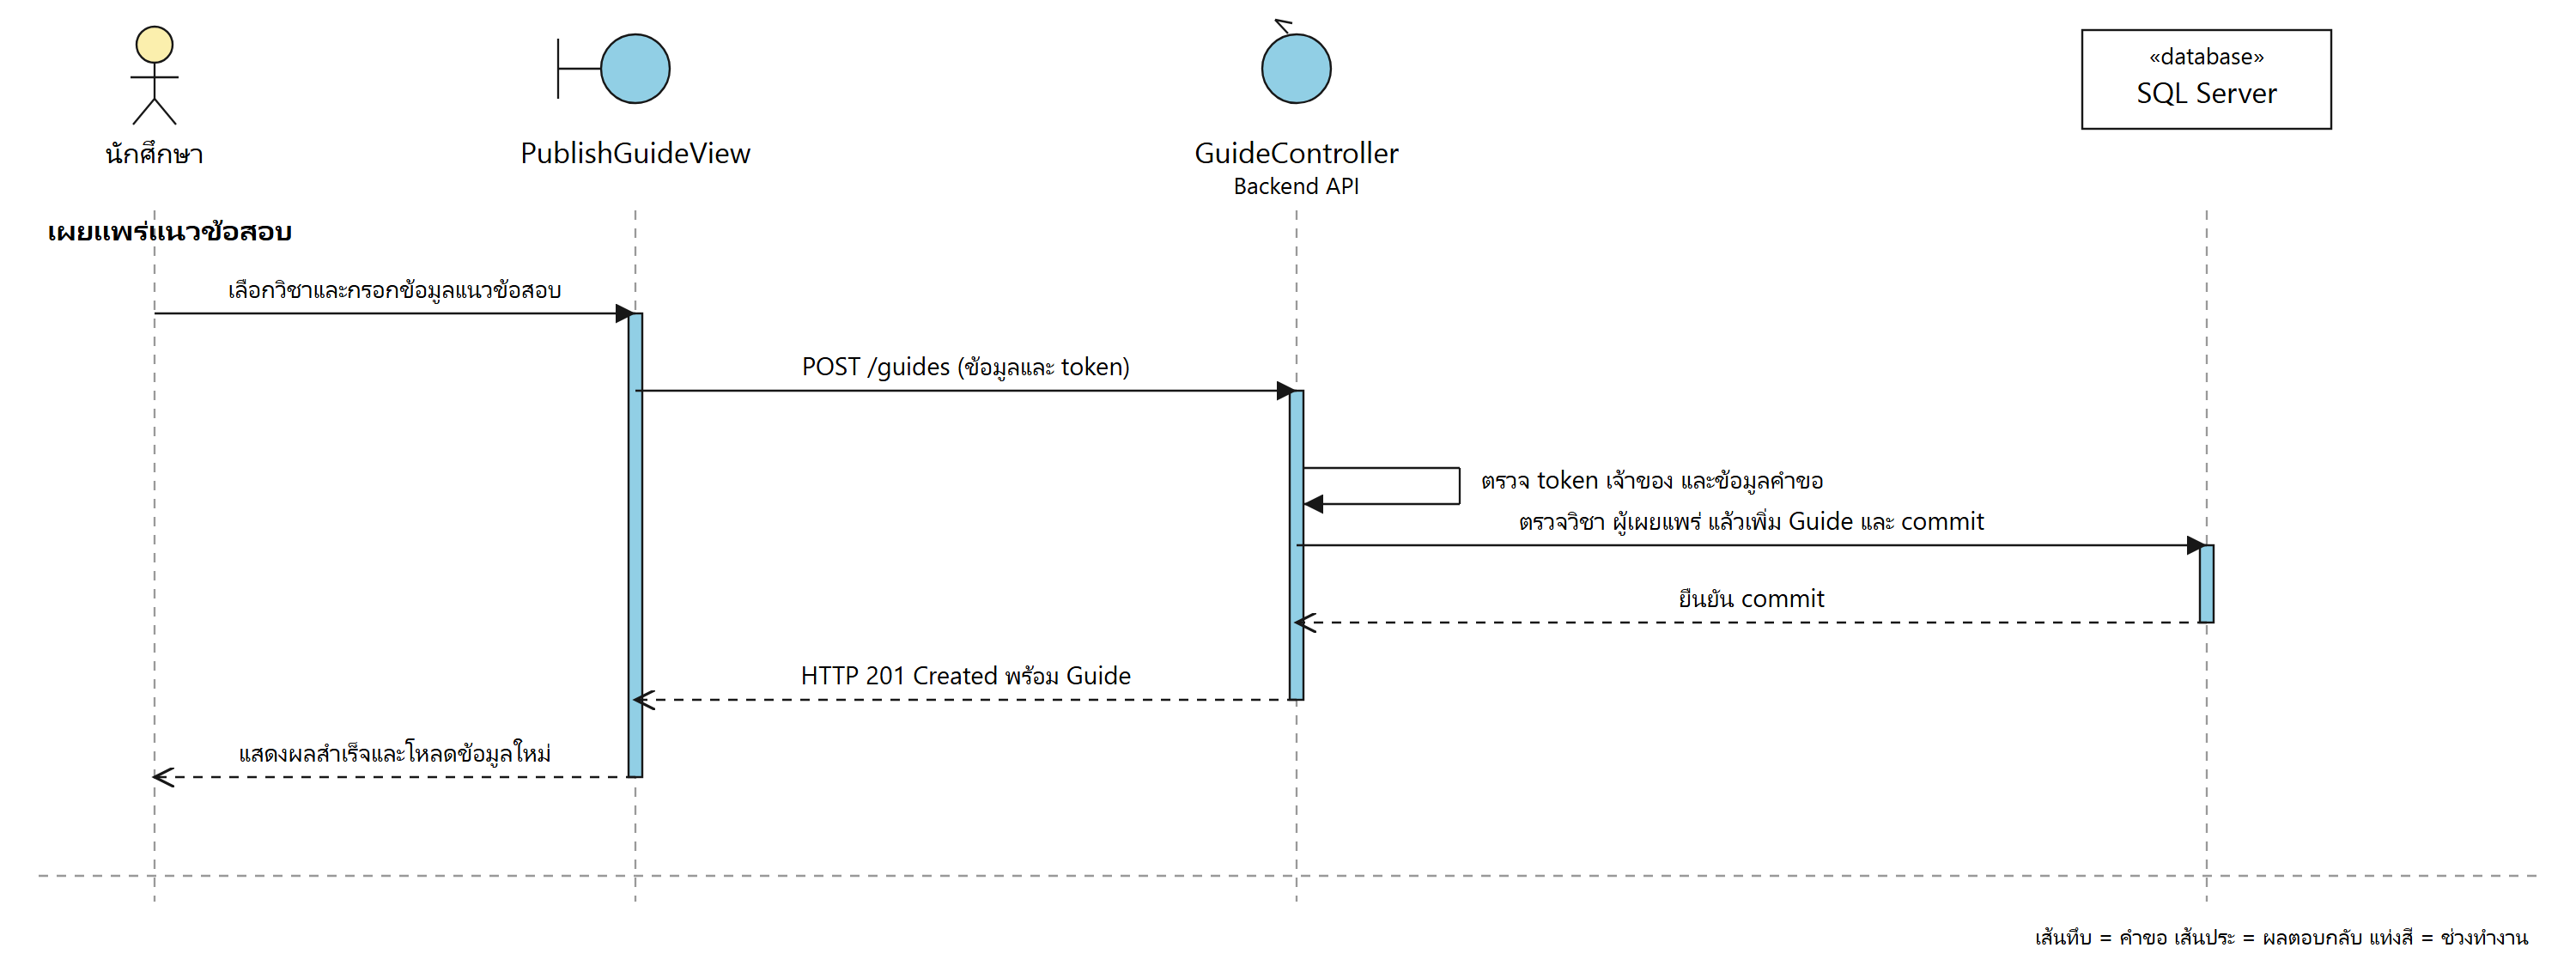 «database»
SQL Server
นักศึกษา
PublishGuideView
GuideController
Backend API
เผยแพร่แนวข้อสอบ
เลือกวิชาและกรอกข้อมูลแนวข้อสอบ
POST /guides (ข้อมูลและ token)
ตรวจ token เจ้าของ และข้อมูลคำขอ
ตรวจวิชา ผู้เผยแพร่ แล้วเพิ่ม Guide และ commit
ยืนยัน commit
HTTP 201 Created พร้อม Guide
แสดงผลสำเร็จและโหลดข้อมูลใหม่
เส้นทึบ = คำขอ เส้นประ = ผลตอบกลับ แท่งสี = ช่วงทำงาน